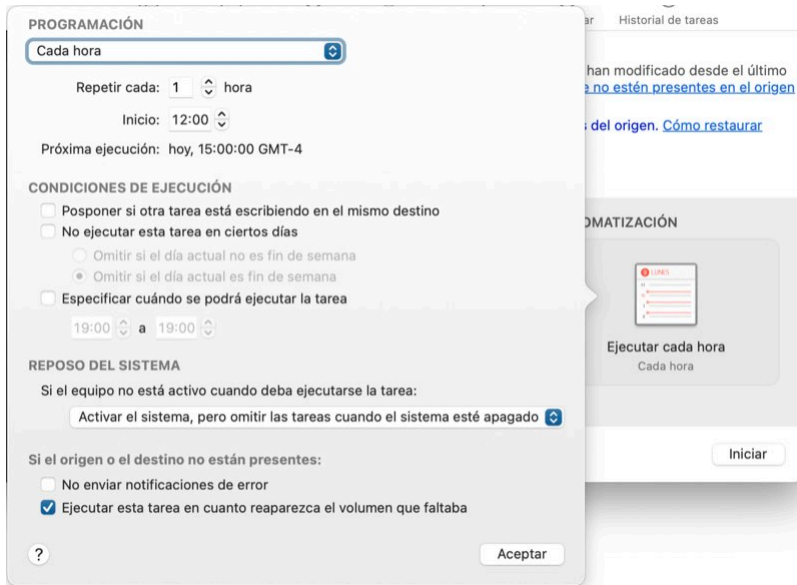 PROGRAMACIÓN
Cada hora
Repetir cada: 1 hora
Inicio: 12:00
Próxima ejecución: hoy, 15:00:00 GMT-4
CONDICIONES DE EJECUCIÓN
Posponer si otra tarea está escribiendo en el mismo destino
No ejecutar esta tarea en ciertos días
Omitir si el día actual no es fin de semana
Omitir si el día actual es fin de semana
Especificar cuándo se podrá ejecutar la tarea
19:00 a 19:00
REPOSO DEL SISTEMA
Si el equipo no está activo cuando deba ejecutarse la tarea:
Activar el sistema, pero omitir las tareas cuando el sistema esté apagado
Si el origen o el destino no están presentes:
No enviar notificaciones de error
Ejecutar esta tarea en cuanto reaparezca el volumen que faltaba
?
Aceptar
ar Historial de tareas
han modificado desde el último
e no estén presentes en el origen
del origen. Cómo restaurar
OMATIZACIÓN
LUNES
Ejecutar cada hora
Cada hora
Iniciar